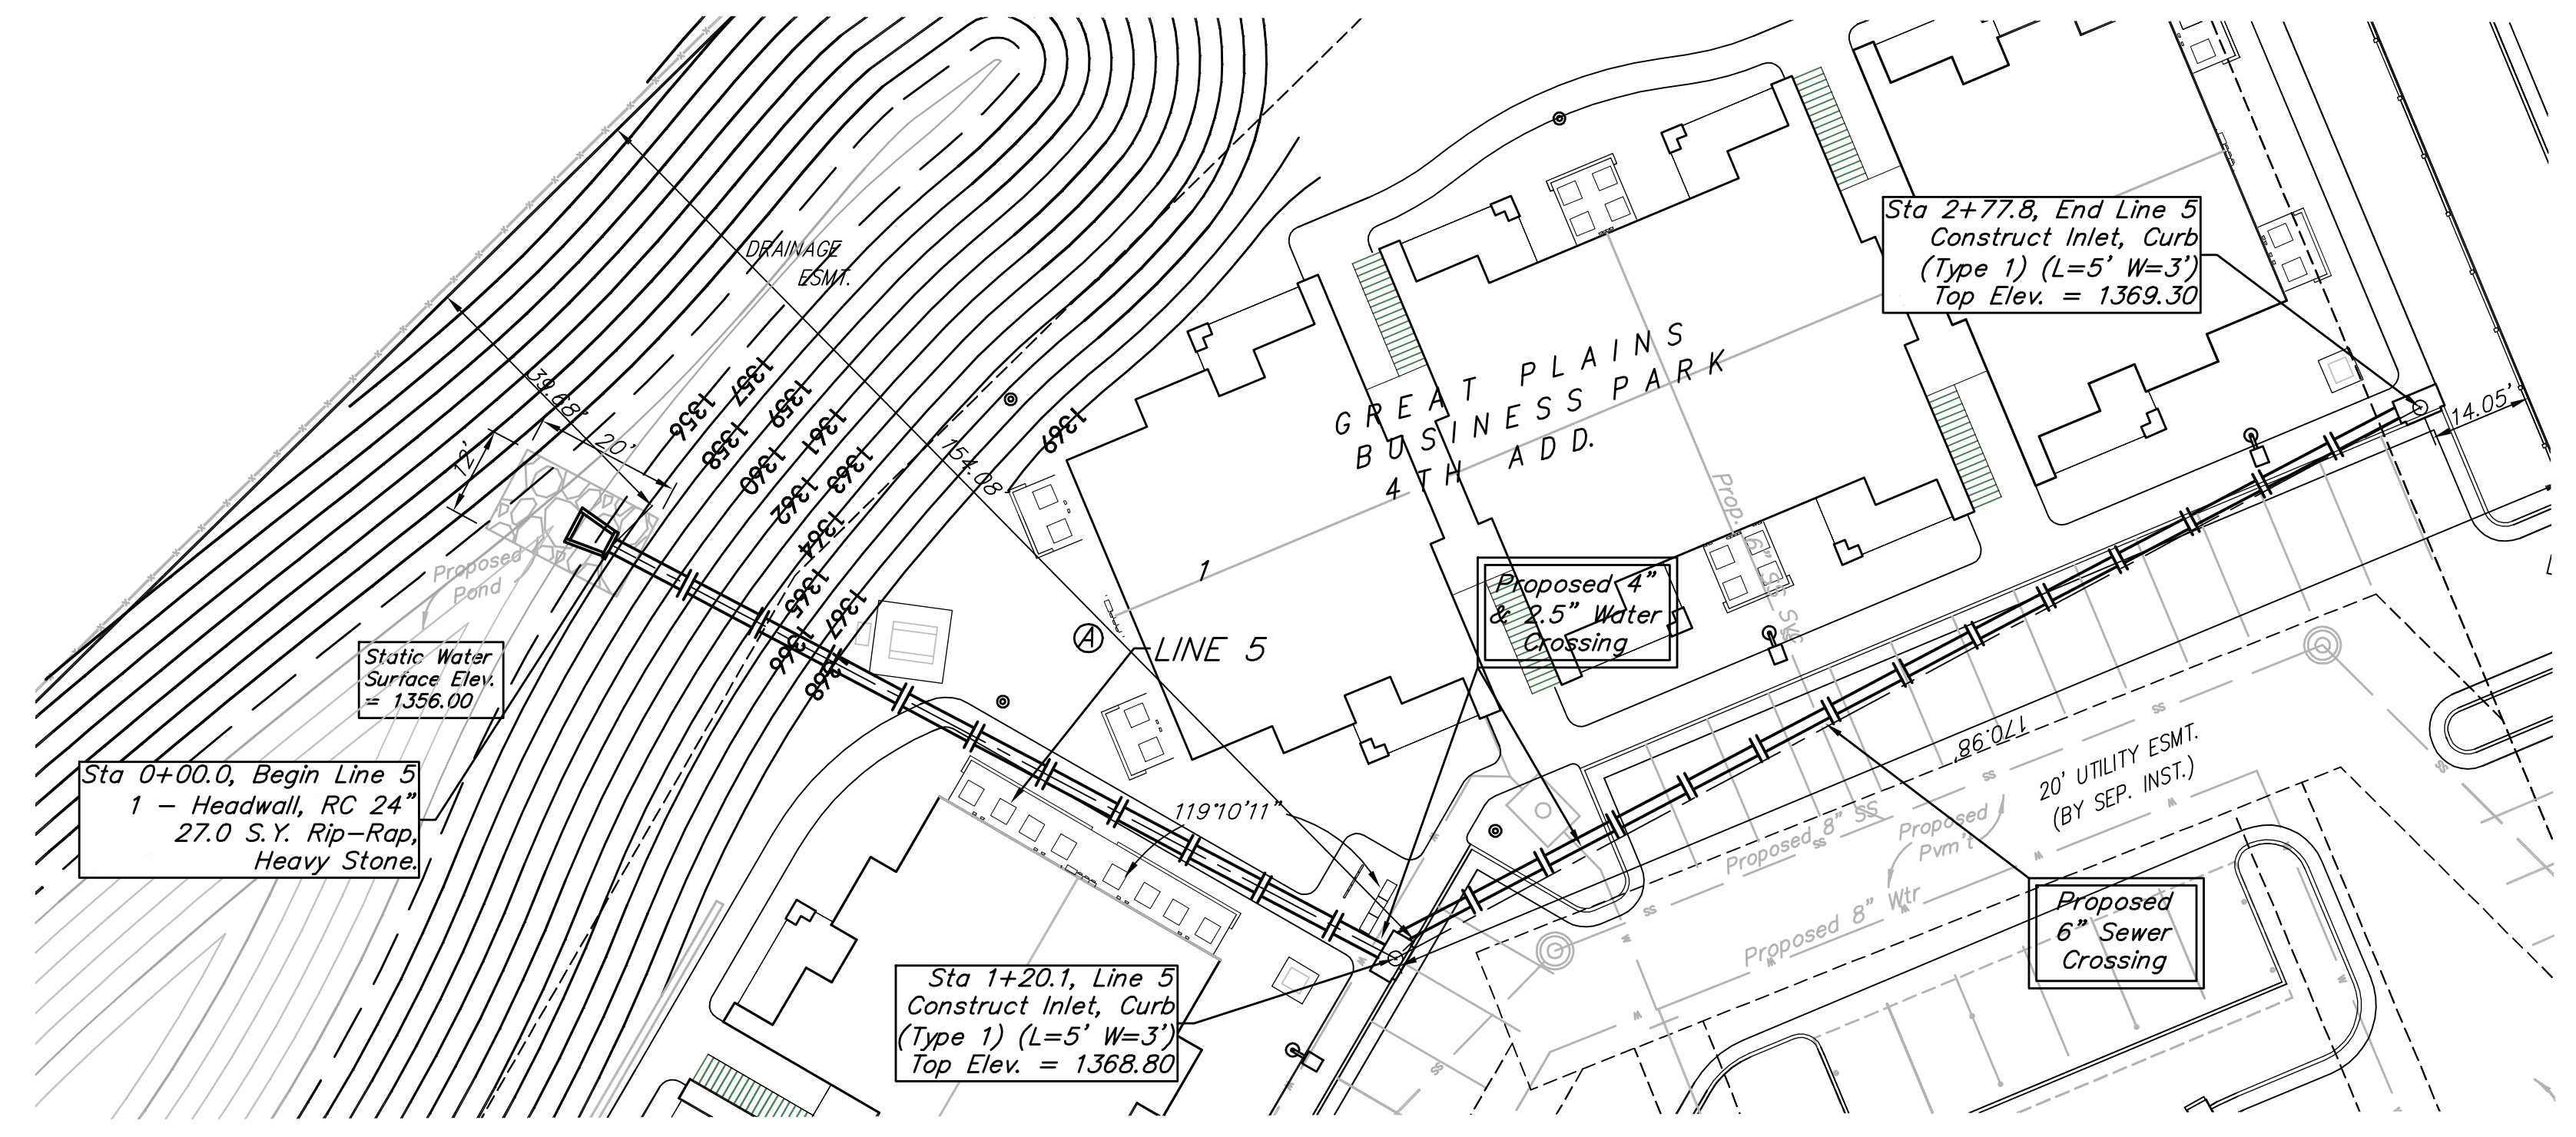 DRAINAGE
ESMT.
Sta 2+77.8, End Line 5
Construct Inlet, Curb
(Type 1) (L=5' W=3')
Top Elev. = 1369.30
GREAT PLAINS
BUSINESS PARK
4TH ADD.
14.05'
39.68'
20'
12'
1356
1357
1358
1359
1360
1361
1362
1363
1364
1365
1366
1367
1368
1369
154.08
Prop. 6" SS Svc
1
Proposed 4"
& 2.5" Water
Crossing
Proposed
Pond
A
LINE 5
Static Water
Surface Elev.
= 1356.00
Sta 0+00.0, Begin Line 5
1 - Headwall, RC 24"
27.0 S.Y. Rip-Rap,
Heavy Stone.
119°10'11"
170.98'
20' UTILITY ESMT.
(BY SEP. INST.)
Proposed 8" SS
Proposed
Pvm't
Proposed 8" Wtr
Proposed
6" Sewer
Crossing
Sta 1+20.1, Line 5
Construct Inlet, Curb
(Type 1) (L=5' W=3')
Top Elev. = 1368.80